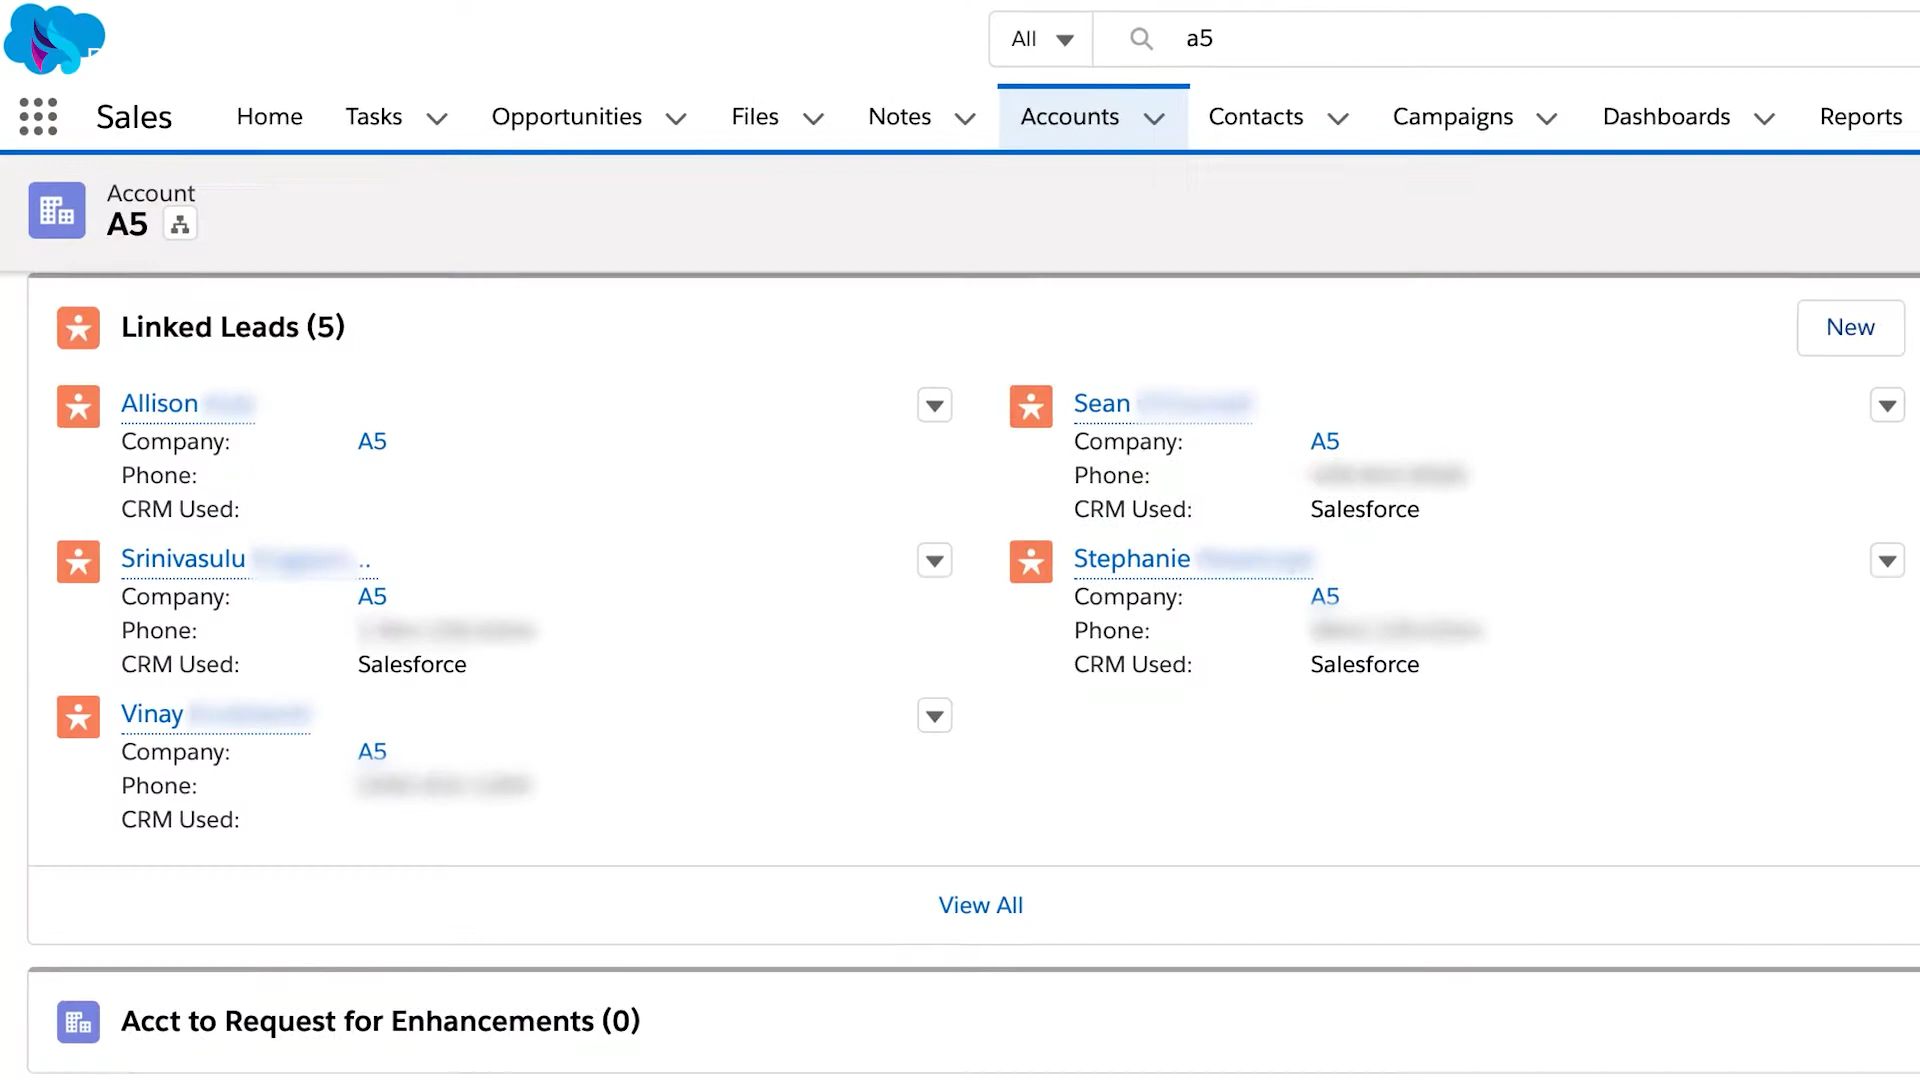 All a5
Sales Home Tasks Opportunities Files Notes Accounts Contacts Campaigns Dashboards Reports
Account
A5
Linked Leads (5)
New
Allison
Company: A5
Phone:
CRM Used:
Sean
Company: A5
Phone:
CRM Used: Salesforce
Srinivasulu ..
Company: A5
Phone:
CRM Used: Salesforce
Stephanie
Company: A5
Phone:
CRM Used: Salesforce
Vinay
Company: A5
Phone:
CRM Used:
View All
Acct to Request for Enhancements (0)